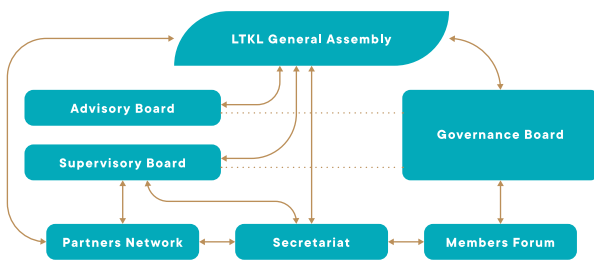 LTKL General Assembly
Advisory Board
Governance Board
Supervisory Board
Partners Network
Secretariat
Members Forum